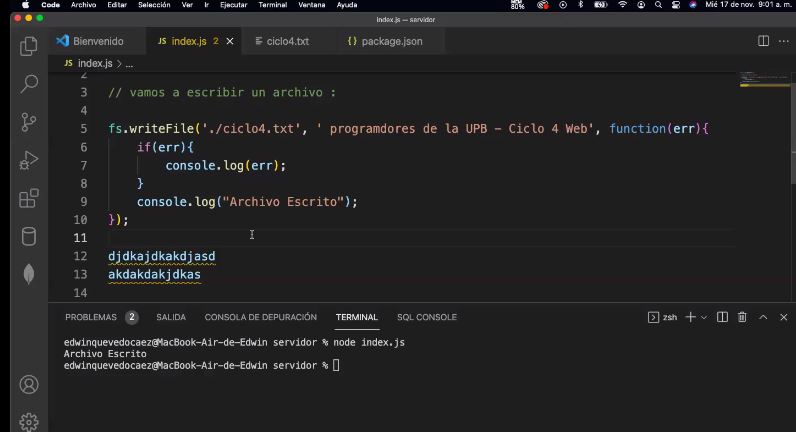 Code Archivo Editar Selección Ver Ir Ejecutar Terminal Ventana Ayuda 80% Mié 17 de nov. 9:01 a. m.
index.js — servidor
Bienvenido JS index.js 2 ciclo4.txt {} package.json
JS index.js > ...
2
3 // vamos a escribir un archivo :
4
5 fs.writeFile('./ciclo4.txt', ' programdores de la UPB - Ciclo 4 Web', function(err){
6 if(err){
7 console.log(err);
8 }
9 console.log("Archivo Escrito");
10 });
11
12 djdkajdkakdjasd
13 akdakdakjdkas
14
PROBLEMAS 2 SALIDA CONSOLA DE DEPURACIÓN TERMINAL SQL CONSOLE zsh
edwinquevedocaez@MacBook-Air-de-Edwin servidor % node index.js
Archivo Escrito
edwinquevedocaez@MacBook-Air-de-Edwin servidor %